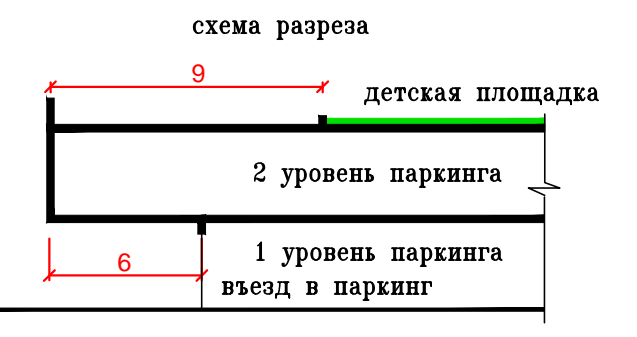 схема разреза
9
детская площадка
2 уровень паркинга
1 уровень паркинга
6
въезд в паркинг